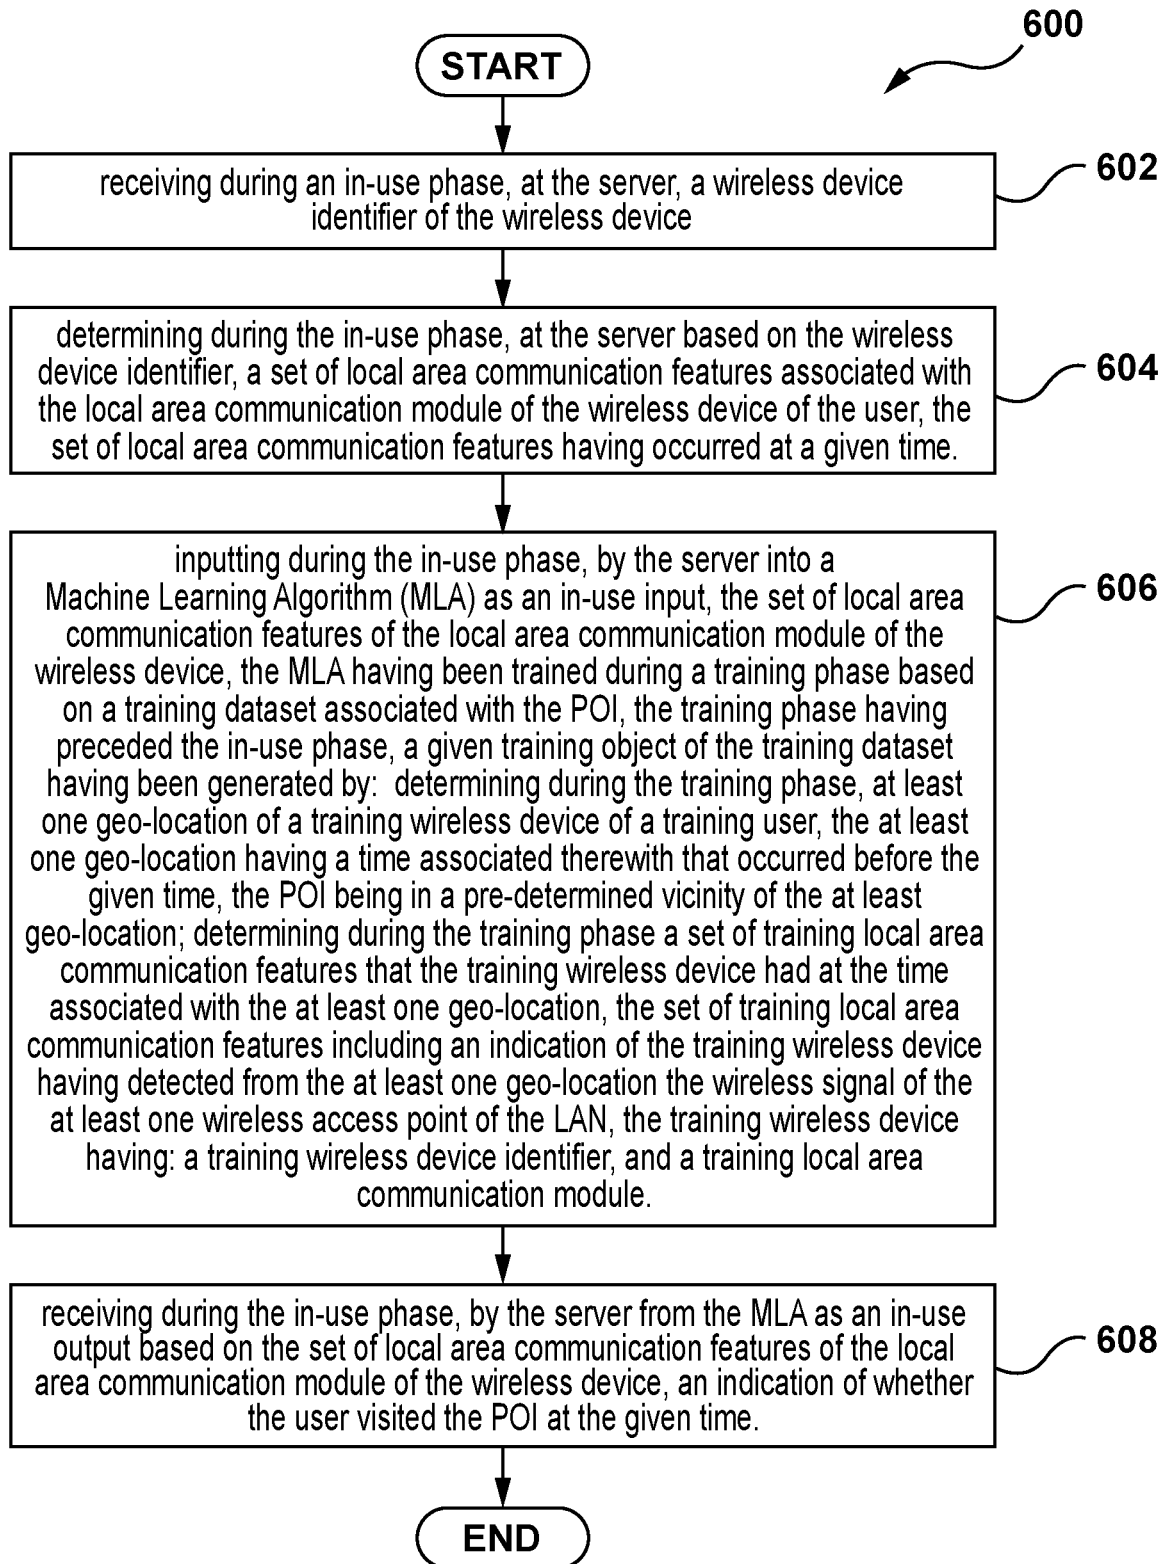 600
START
receiving during an in-use phase, at the server, a wireless device
identifier of the wireless device
602
determining during the in-use phase, at the server based on the wireless
device identifier, a set of local area communication features associated with
the local area communication module of the wireless device of the user, the
set of local area communication features having occurred at a given time.
604
inputting during the in-use phase, by the server into a
Machine Learning Algorithm (MLA) as an in-use input, the set of local area
communication features of the local area communication module of the
wireless device, the MLA having been trained during a training phase based
on a training dataset associated with the POI, the training phase having
preceded the in-use phase, a given training object of the training dataset
having been generated by: determining during the training phase, at least
one geo-location of a training wireless device of a training user, the at least
one geo-location having a time associated therewith that occurred before the
given time, the POI being in a pre-determined vicinity of the at least
geo-location; determining during the training phase a set of training local area
communication features that the training wireless device had at the time
associated with the at least one geo-location, the set of training local area
communication features including an indication of the training wireless device
having detected from the at least one geo-location the wireless signal of the
at least one wireless access point of the LAN, the training wireless device
having: a training wireless device identifier, and a training local area
communication module.
606
receiving during the in-use phase, by the server from the MLA as an in-use
output based on the set of local area communication features of the local
area communication module of the wireless device, an indication of whether
the user visited the POI at the given time.
608
END